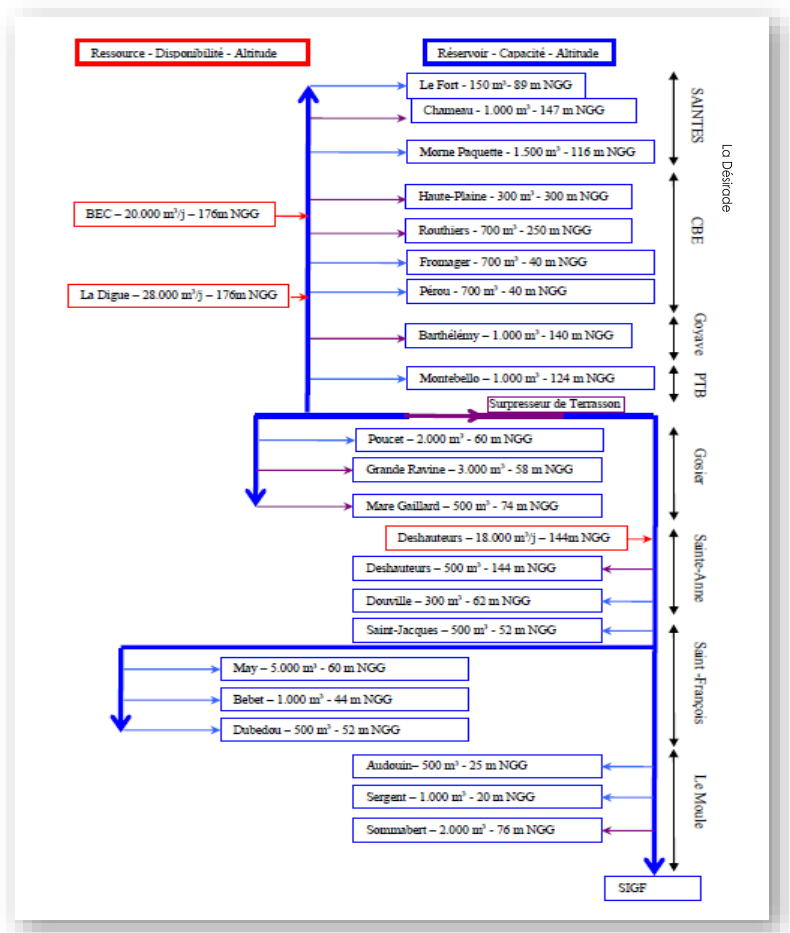 Ressource - Disponibilité - Altitude
Réservoir - Capacité - Altitude
Le Fort - 150 m³- 89 m NGG
Chameau - 1.000 m³ - 147 m NGG
Morne Paquette - 1.500 m³ - 116 m NGG
SAINTES
La Désirade
Haute-Plaine - 300 m³ - 300 m NGG
BEC – 20.000 m³/j – 176m NGG
Routhiers - 700 m³ - 250 m NGG
CBE
Fromager - 700 m³ - 40 m NGG
La Digue – 28.000 m³/j – 176m NGG
Pérou - 700 m³ - 40 m NGG
Barthélémy – 1.000 m³ - 140 m NGG
Goyave
Montebello – 1.000 m³ - 124 m NGG
PTB
Surpresseur de Terrasson
Poucet – 2.000 m³ - 60 m NGG
Grande Ravine – 3.000 m³ - 58 m NGG
Gosier
Mare Gaillard – 500 m³ - 74 m NGG
Deshauteurs – 18.000 m³/j – 144m NGG
Deshauteurs – 500 m³ - 144 m NGG
Sainte-Anne
Douville – 300 m³ - 62 m NGG
Saint-Jacques – 500 m³ - 52 m NGG
May – 5.000 m³ - 60 m NGG
Saint -François
Bebet – 1.000 m³ - 44 m NGG
Dubedou – 500 m³ - 52 m NGG
Audouin– 500 m³ - 25 m NGG
Sergent – 1.000 m³ - 20 m NGG
Le Moule
Sommabert – 2.000 m³ - 76 m NGG
SIGF